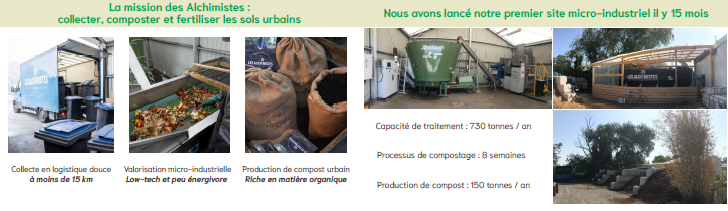 La mission des Alchimistes :
collecter, composter et fertiliser les sols urbains
Collecte en logistique douce
à moins de 15 km
Valorisation micro-industrielle
Low-tech et peu énergivore
Production de compost urbain
Riche en matière organique
Nous avons lancé notre premier site micro-industriel il y 15 mois
Capacité de traitement : 730 tonnes / an
Processus de compostage : 8 semaines
Production de compost : 150 tonnes / an